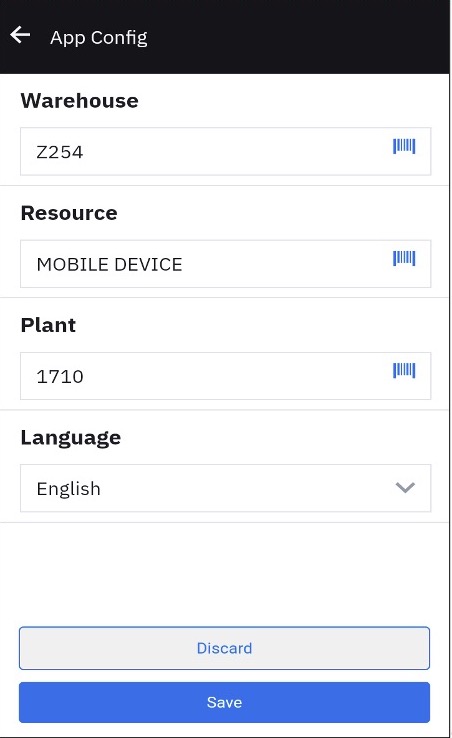 App Config
Warehouse
Z254
Resource
MOBILE DEVICE
Plant
1710
Language
English
Discard
Save